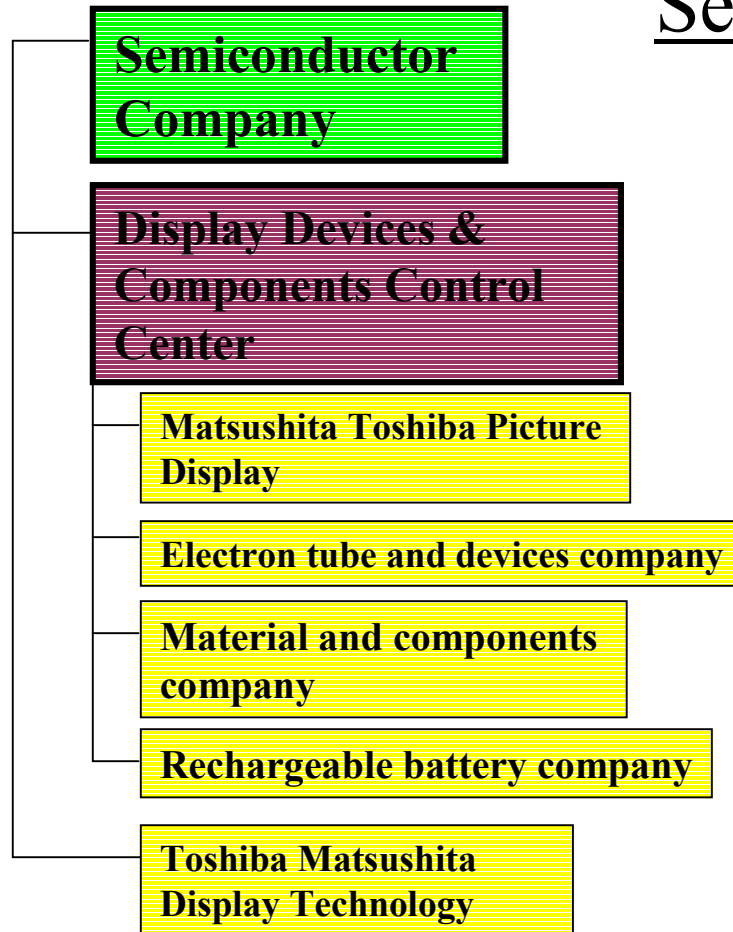 Se
Semiconductor
Company
Display Devices &
Components Control
Center
Matsushita Toshiba Picture
Display
Electron tube and devices company
Material and components
company
Rechargeable battery company
Toshiba Matsushita
Display Technology